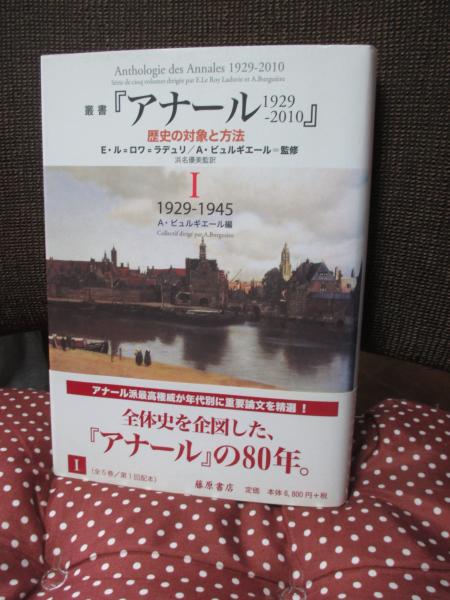 Anthologie des Annales 1929-2010
Série de cinq volumes dirigée par E.Le Roy Ladurie et A.Burguière
叢書『アナール 1929-2010』
歴史の対象と方法
E・ル=ロワ=ラデュリ/A・ビュルギエール=監修
浜名優美監訳
I
1929-1945
A・ビュルギエール編
Collectif dirigé par A.Burguière
アナール派最高権威が年代別に重要論文を精選!
全体史を企図した、
『アナール』の80年。
I (全5巻/第1回配本) 藤原書店 定価 本体6,800円+税